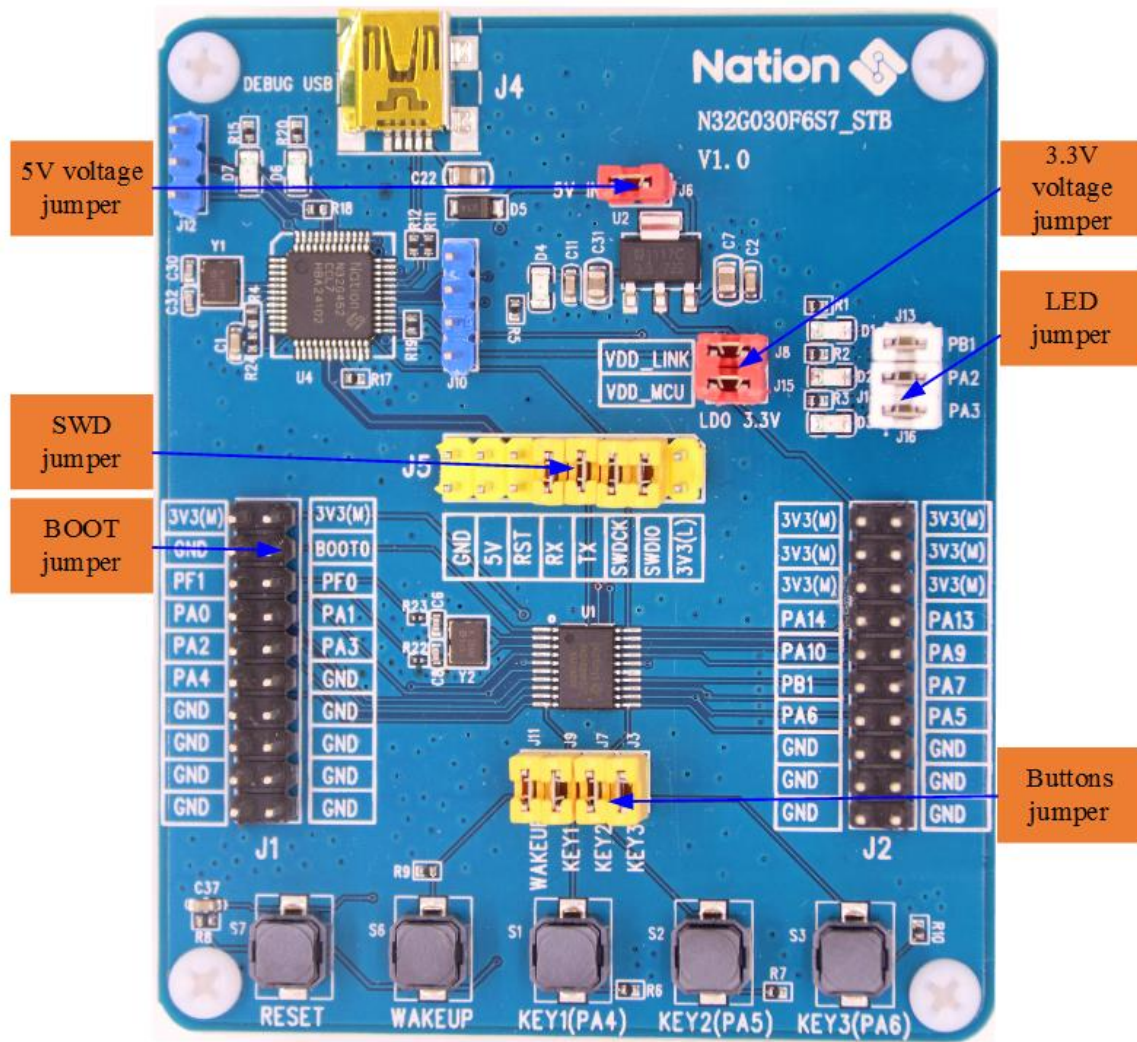 DEBUG USB
J4
Nation
N32G030F6S7_STB
V1.0
5V voltage
jumper
3.3V
voltage
jumper
LED
jumper
SWD
jumper
BOOT
jumper
Buttons
jumper
R15
R20
D7
D6
J12
R18
C22
D5
R12
R11
5V IN
J6
U2
Y1
C30
C32
R4
C1
U4
R17
R19
J10
D4
C11
C31
R5
C7
C2
Nation
N32G452
CCL7
VDD_LINK
VDD_MCU
J8
J15
LDO 3.3V
R1
D1
R2
D2
R3
J13
J16
PB1
PA2
PA3
J5
GND
5V
RST
RX
TX
SWDCK
SWDIO
3V3(L)
3V3(M)
3V3(M)
GND
BOOT0
PF1
PF0
PA0
PA1
PA2
PA3
PA4
GND
GND
GND
GND
GND
GND
GND
GND
GND
J1
3V3(M)
3V3(M)
3V3(M)
3V3(M)
3V3(M)
3V3(M)
PA14
PA13
PA10
PA9
PB1
PA7
PA6
PA5
GND
GND
GND
GND
GND
GND
J2
R23
C6
R22
C8
Y2
U1
J11
J9
J7
J3
WAKEUP
KEY1
KEY2
KEY3
R9
C37
R8
S7
S6
S1
S2
S3
R10
R6
R7
RESET
WAKEUP
KEY1(PA4)
KEY2(PA5)
KEY3(PA6)